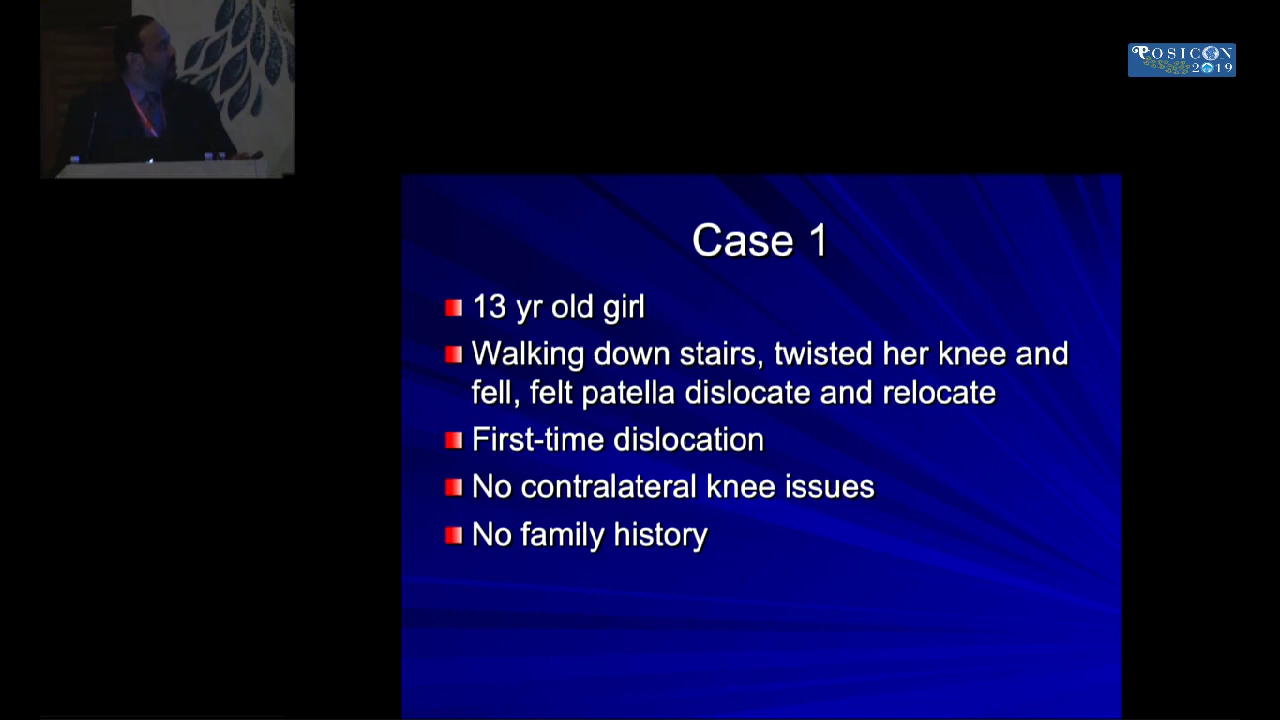 POSICON
2019
Case 1
13 yr old girl
Walking down stairs, twisted her knee and
fell, felt patella dislocate and relocate
First-time dislocation
No contralateral knee issues
No family history